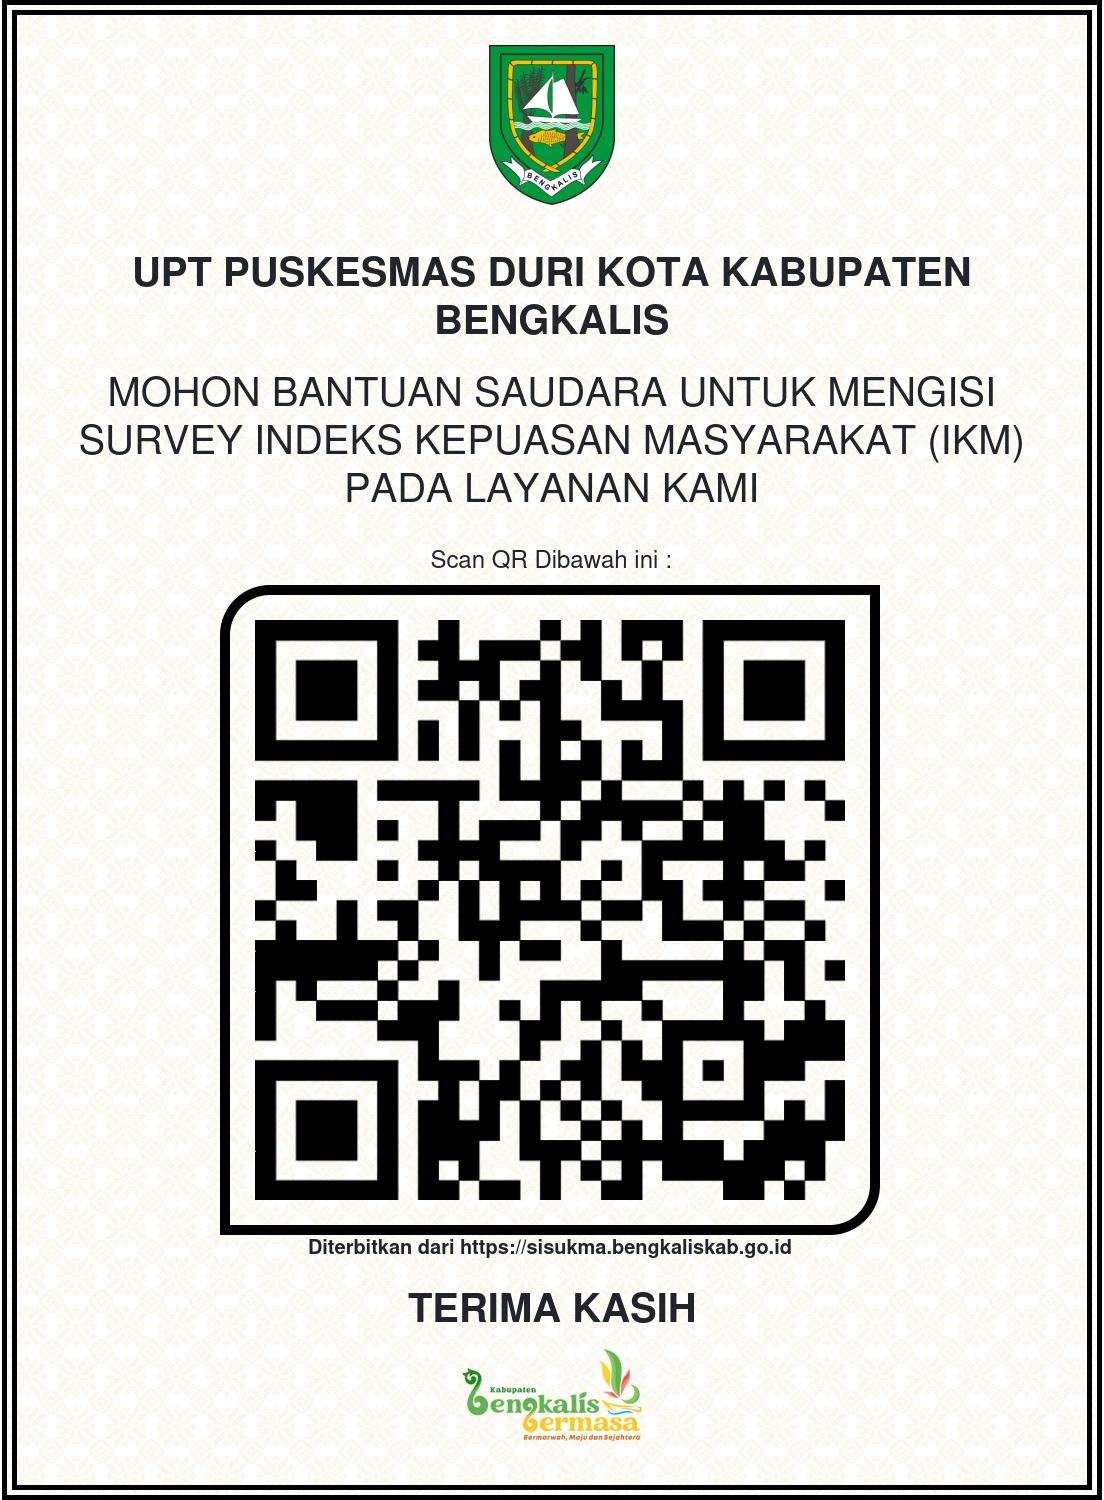 BENGKALIS
UPT PUSKESMAS DURI KOTA KABUPATEN
BENGKALIS
MOHON BANTUAN SAUDARA UNTUK MENGISI
SURVEY INDEKS KEPUASAN MASYARAKAT (IKM)
PADA LAYANAN KAMI
Scan QR Dibawah ini :
Diterbitkan dari https://sisukma.bengkaliskab.go.id
TERIMA KASIH
Kabupaten
Bengkalis
Bermasa
Bermarwah, Maju dan Sejahtera